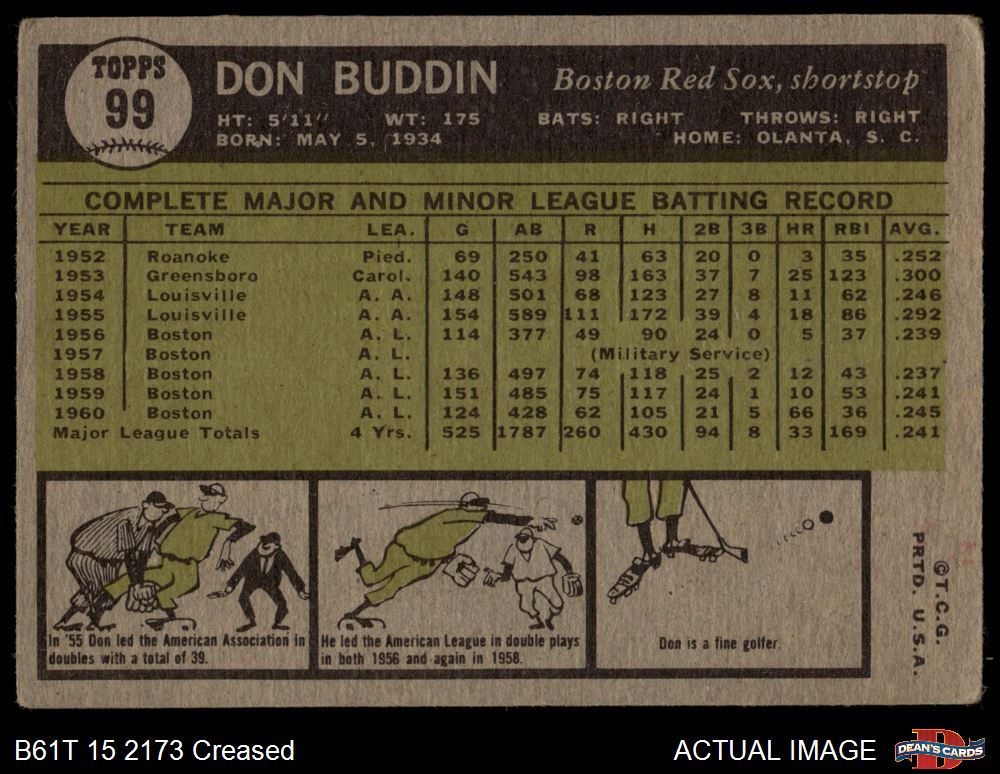 TOPPS
99
DON BUDDIN
Boston Red Sox, shortstop
HT: 5'11" WT: 175 BATS: RIGHT THROWS: RIGHT
BORN: MAY 5, 1934 HOME: OLANTA, S. C.
COMPLETE MAJOR AND MINOR LEAGUE BATTING RECORD
YEAR TEAM LEA. G AB R H 2B 3B HR RBI AVG.
1952 Roanoke Pied. 69 250 41 63 20 0 3 35 .252
1953 Greensboro Carol. 140 543 98 163 37 7 25 123 .300
1954 Louisville A. A. 148 501 68 123 27 8 11 62 .246
1955 Louisville A. A. 154 589 111 172 39 4 18 86 .292
1956 Boston A. L. 114 377 49 90 24 0 5 37 .239
1957 Boston A. L. (Military Service)
1958 Boston A. L. 136 497 74 118 25 2 12 43 .237
1959 Boston A. L. 151 485 75 117 24 1 10 53 .241
1960 Boston A. L. 124 428 62 105 21 5 66 36 .245
Major League Totals 4 Yrs. 525 1787 260 430 94 8 33 169 .241
In '55 Don led the American Association in
doubles with a total of 39.
He led the American League in double plays
in both 1956 and again in 1958.
Don is a fine golfer.
©T.C.G.
PRTD. U.S.A.
B61T 15 2173 Creased
ACTUAL IMAGE
DEAN'S CARDS